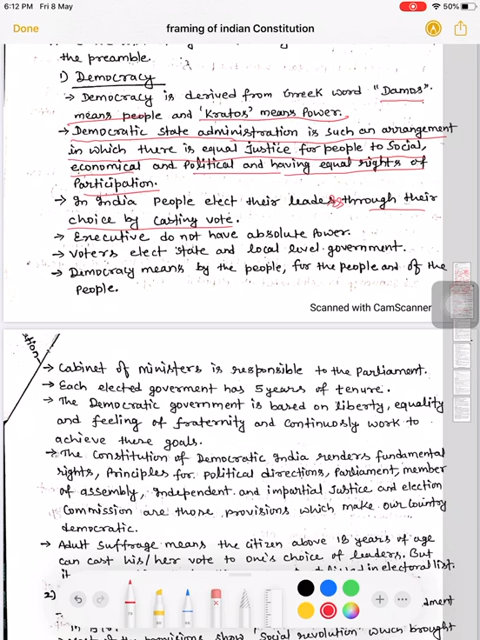 6:12 PM Fri 8 May
50%
Done
framing of indian Constitution
the preamble.
1) Democracy
→ Democracy is derived from Greek word "Damos"
means people and 'Kratos' means Power.
→ Democratic state administration is such an arrangement
in which there is equal Justice for people to Social,
economical and Political and having equal rights of
Participation.
→ In India people elect their leaders through their
choice by casting vote.
→ Executive do not have absolute Power.
→ Voters elect state and local level government.
→ Democracy means by the people, for the people and of the
People.
Scanned with CamScanner
→ Cabinet of ministers is responsible to the Parliament.
→ Each elected goverment has 5 years of tenure.
→ The Democratic government is based on liberty, equality
and feeling of fraternity and continuosly work to
achieve these goals.
→ The Constitution of Democratic India renders fundamental
rights, Principles for Political directions, Parliament, member
of assembly, Independent and impartial Justice and election
Commission are those provisions which make our country
democratic.
→ Adult suffrage means the citizen above 18 years of age
can cast his/her vote to one's choice of leaders. But
in electoral list.
2)
dment
provisions show 'Social revolution' which brought